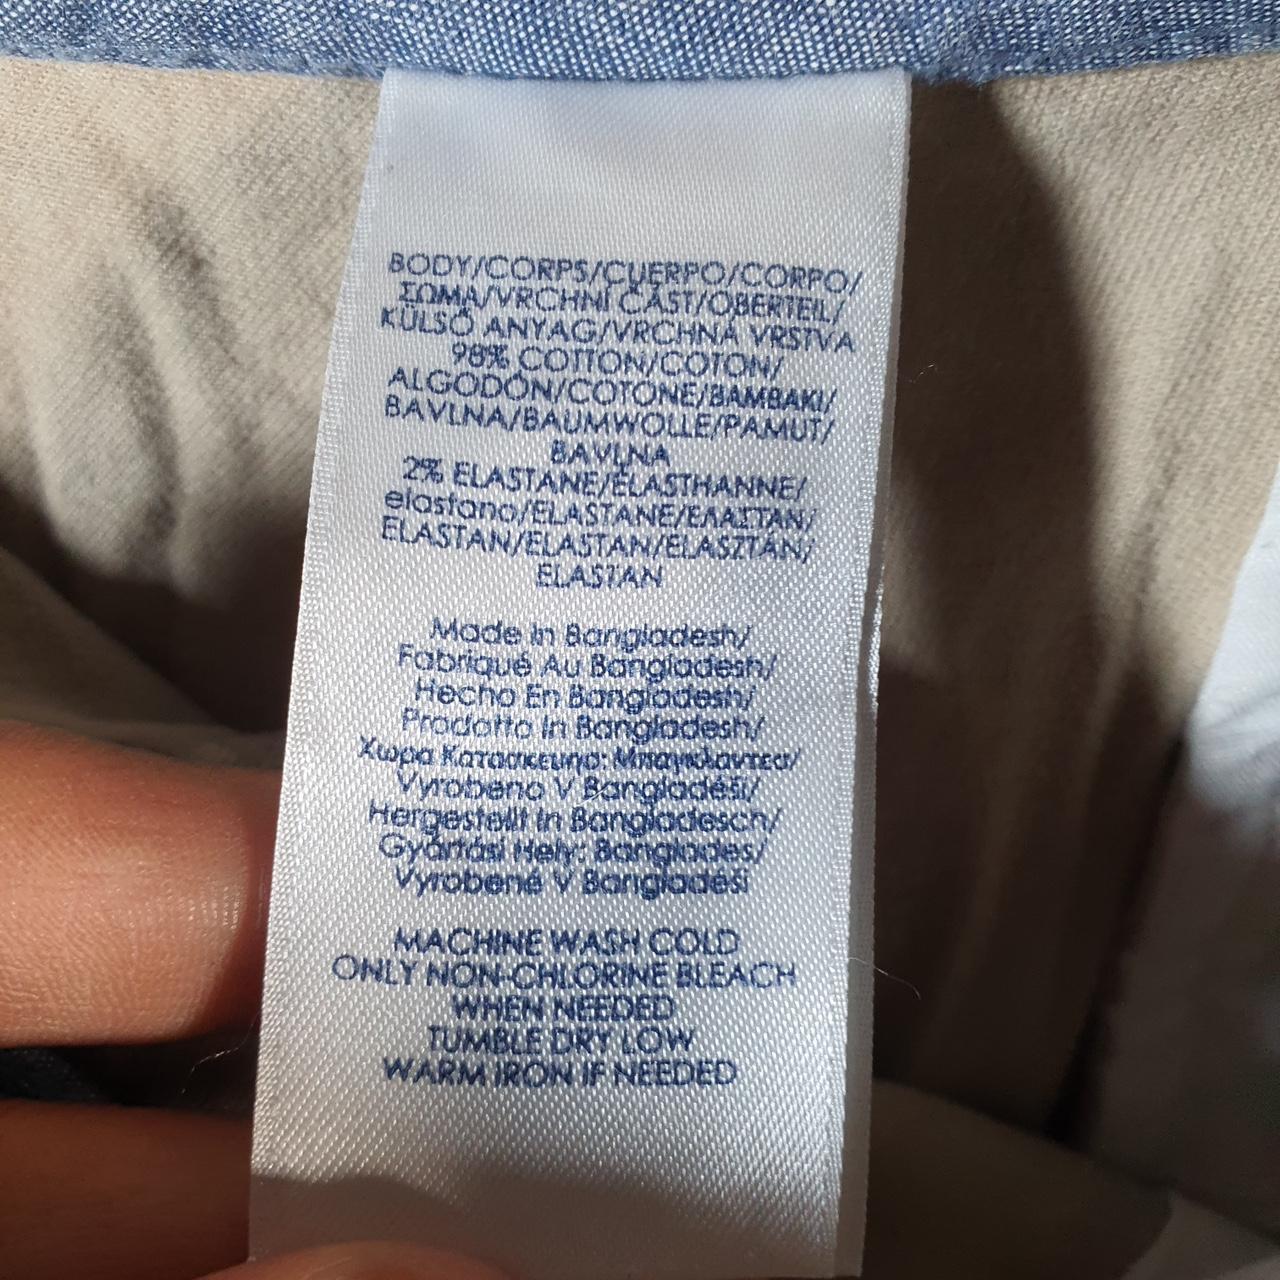 BODY/CORPS/CUERPO/CORPO/
ΣΩΜΑ/VRCHNÍ ČÁST/OBERTEIL/
KÜLSŐ ANYAG/VRCHNÁ VRSTVA
98% COTTON/COTON/
ALGODÓN/COTONE/BAMBAKI/
BAVLNA/BAUMWOLLE/PAMUT/
BAVLNA
2% ELASTANE/ÉLASTHANNE/
elastano/ELASTANE/ΕΛΑΣΤΑΝ/
ELASTAN/ELASTAN/ELASZTÁN/
ELASTAN
Made In Bangladesh/
Fabriqué Au Bangladesh/
Hecho En Bangladesh/
Prodotto In Bangladesh/
Χωρα Κατασκευησ: Μπαγκλαντεσ/
Vyrobeno V Bangladéši/
Hergestellt in Bangladesch/
Gyártási Hely: Banglades/
Vyrobené V Bangladéši
MACHINE WASH COLD
ONLY NON-CHLORINE BLEACH
WHEN NEEDED
TUMBLE DRY LOW
WARM IRON IF NEEDED